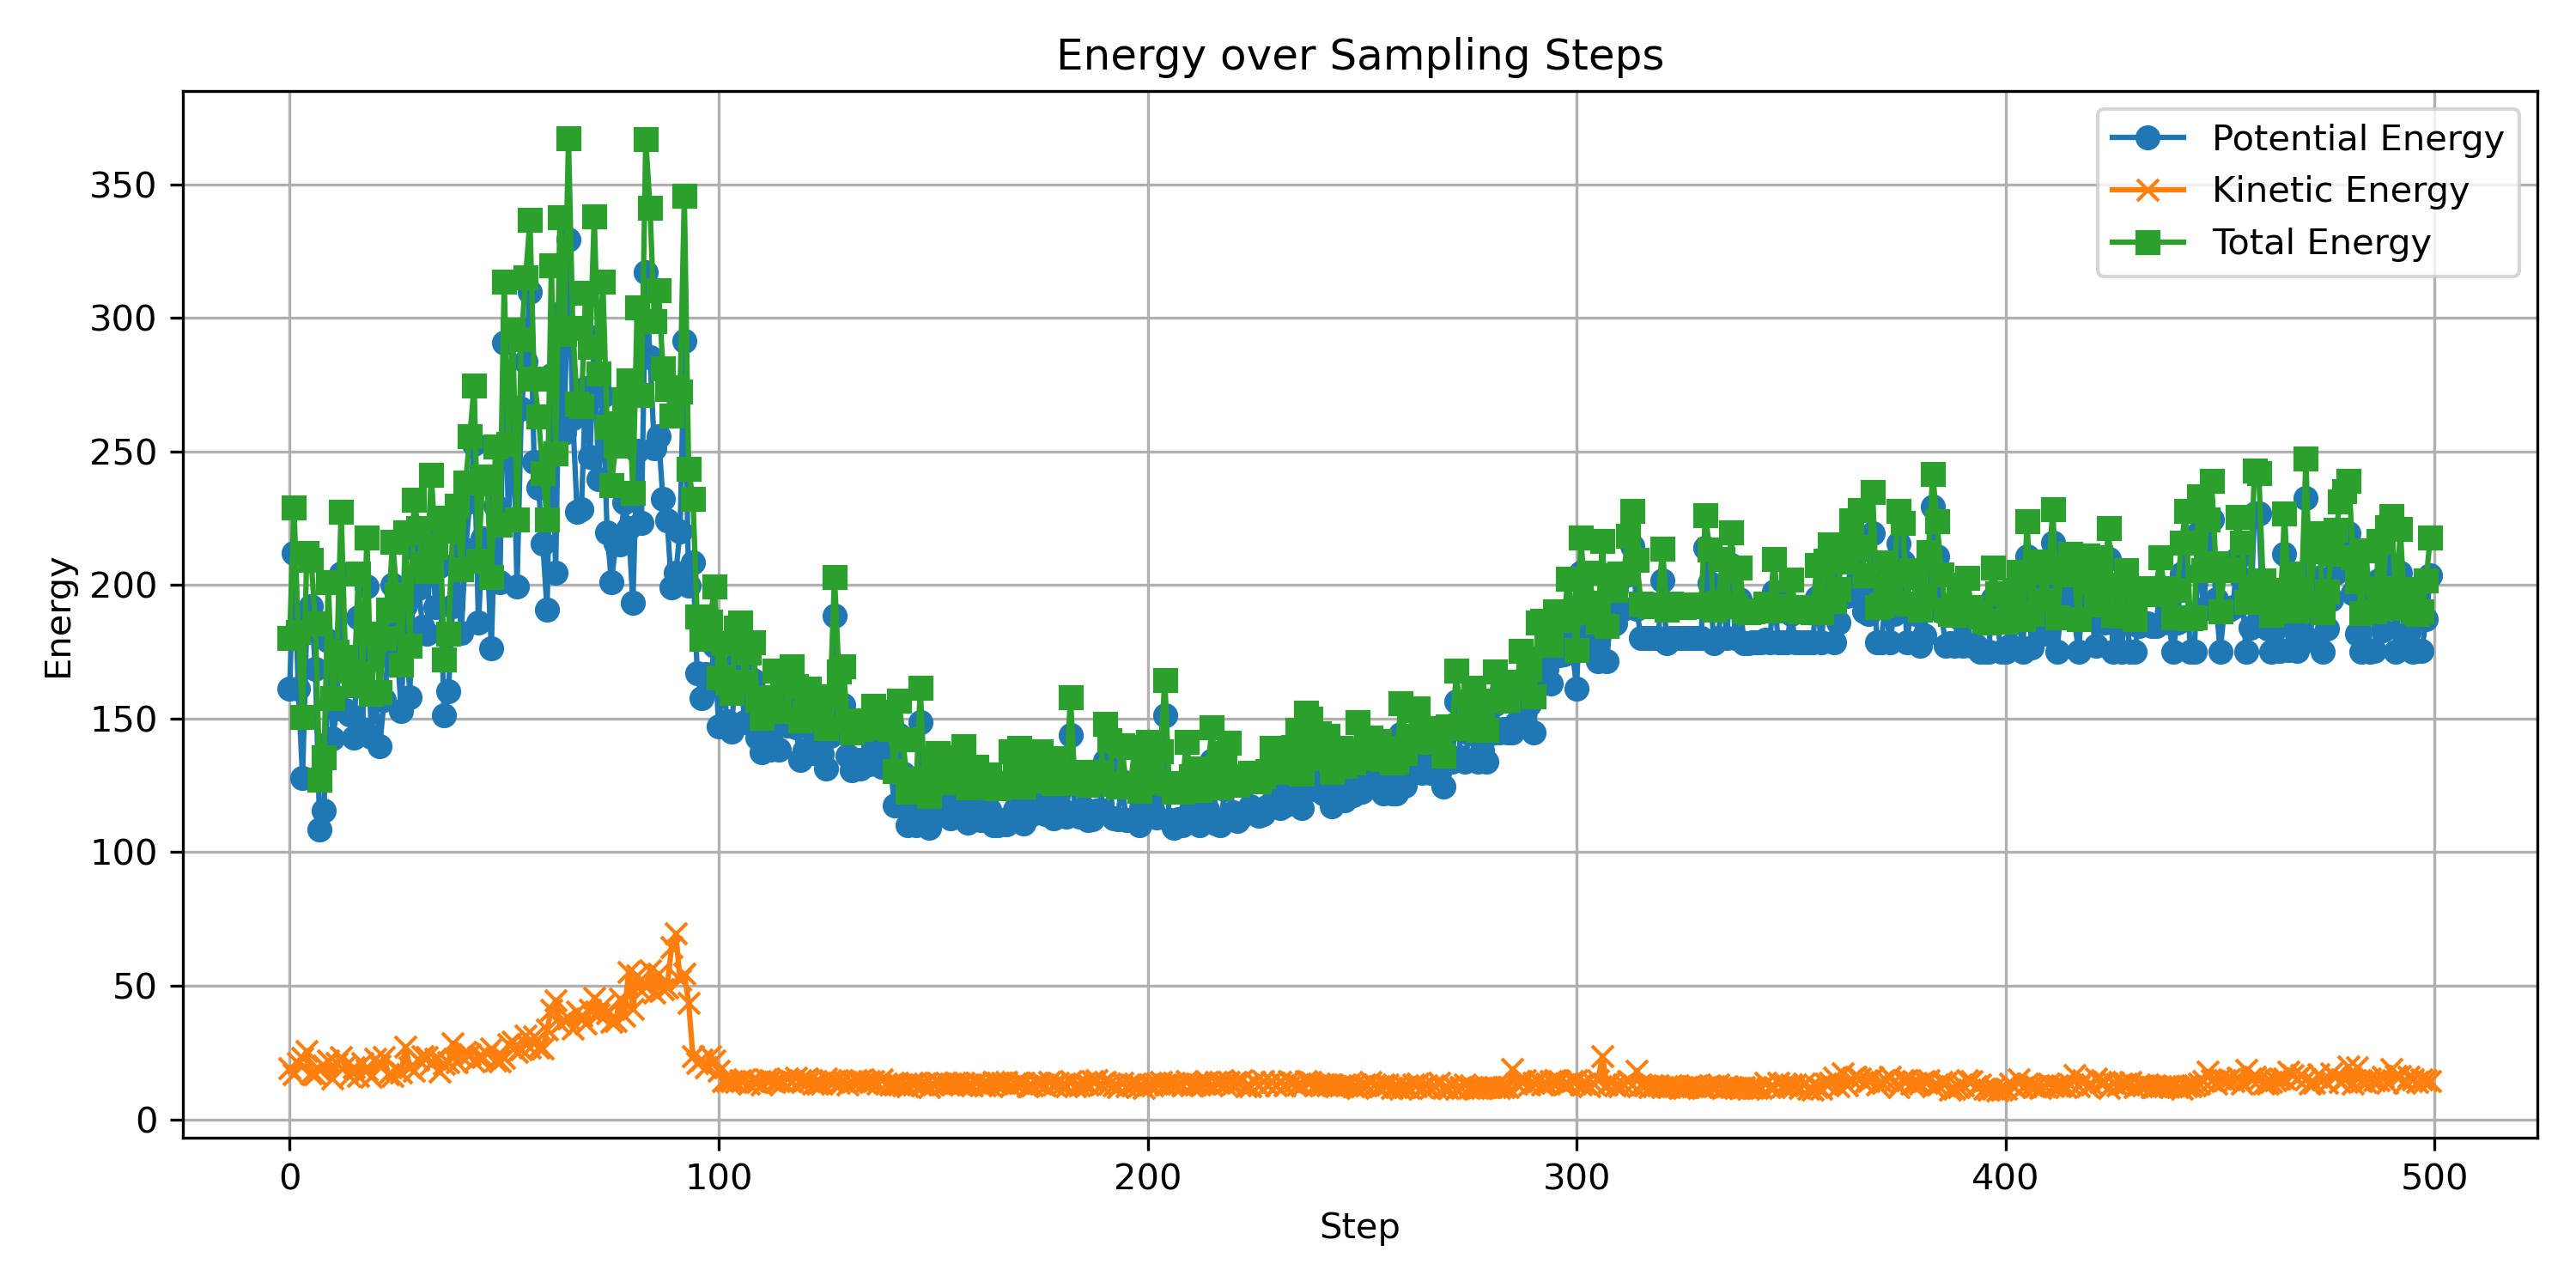 Energy over Sampling Steps
Potential Energy
Kinetic Energy
Total Energy
Energy
350
300
250
200
150
100
50
0
0 100 200 300 400 500
Step